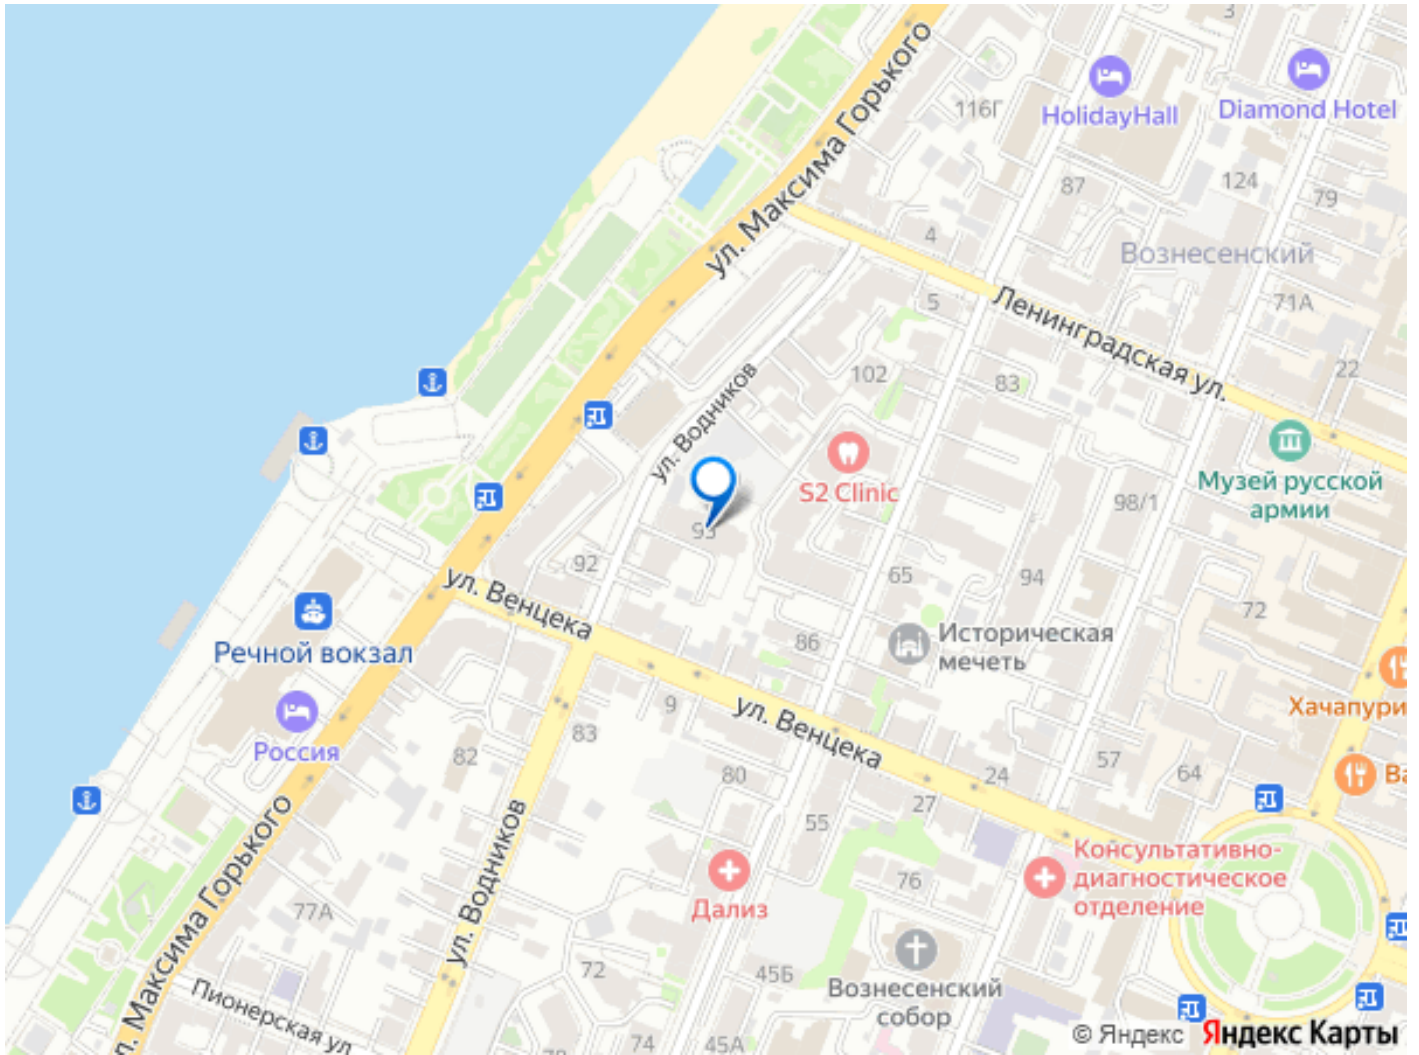 3
ул. Максима Горького
116Г
HolidayHall
Diamond Hotel
87
124
79
4
Вознесенский
5
71А
Ленинградская ул.
ул. Водников
102
83
22
S2 Clinic
Музей русской
армии
98/1
93
92
65
94
72
ул. Венцека
86
Историческая
мечеть
Речной вокзал
Россия
9
ул. Венцека
83
82
80
57
64
24
27
Хачапури
Ва
55
ул. Максима Горького
ул. Водников
Дализ
76
Консультативно-
диагностическое
отделение
77А
72
45Б
Вознесенский
собор
Пионерская ул.
74
45А
© Яндекс Яндекс Карты